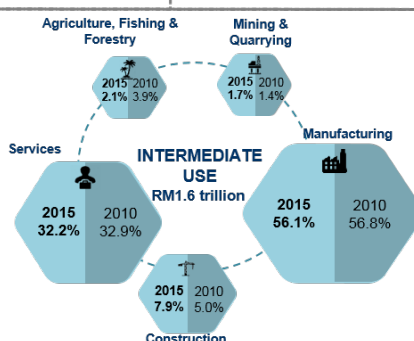 Agriculture, Fishing &
Forestry
2015 2010
2.1% 3.9%
Mining &
Quarrying
2015 2010
1.7% 1.4%
Manufacturing
2015 2010
56.1% 56.8%
Services
2015 2010
32.2% 32.9%
INTERMEDIATE
USE
RM1.6 trillion
2015 2010
7.9% 5.0%
Construction